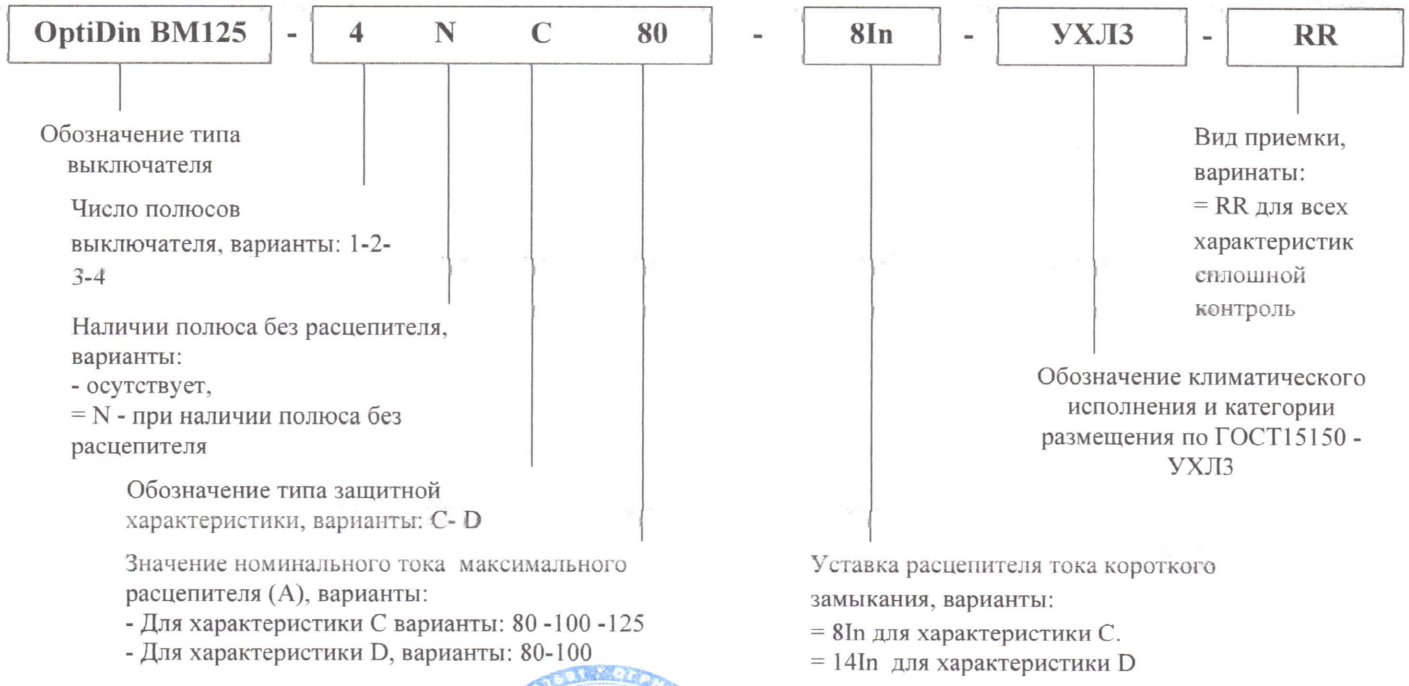 OptiDin BM125 - 4 N C 80 - 8In - УХЛ3 - RR
Обозначение типа
выключателя
Число полюсов
выключателя, варианты: 1-2-
3-4
Наличии полюса без расцепителя,
варианты:
- осутствует,
= N - при наличии полюса без
расцепителя
Обозначение типа защитной
характеристики, варианты: C- D
Значение номинального тока максимального
расцепителя (А), варианты:
- Для характеристики С варианты: 80 -100 -125
- Для характеристики D, варианты: 80-100
Уставка расцепителя тока короткого
замыкания, варианты:
= 8In для характеристики С.
= 14In для характеристики D
Обозначение климатического
исполнения и категории
размещения по ГОСТ15150 -
УХЛ3
Вид приемки,
варинаты:
= RR для всех
характеристик
сплошной
контроль